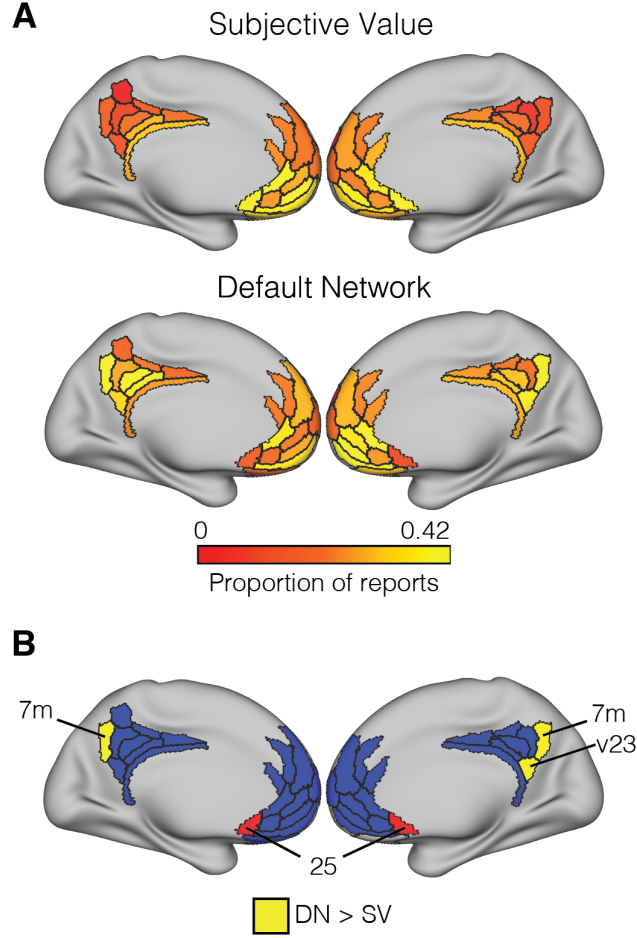 A
Subjective Value
Default Network
0 0.42
Proportion of reports
B
7m 7m
v23
25
DN > SV